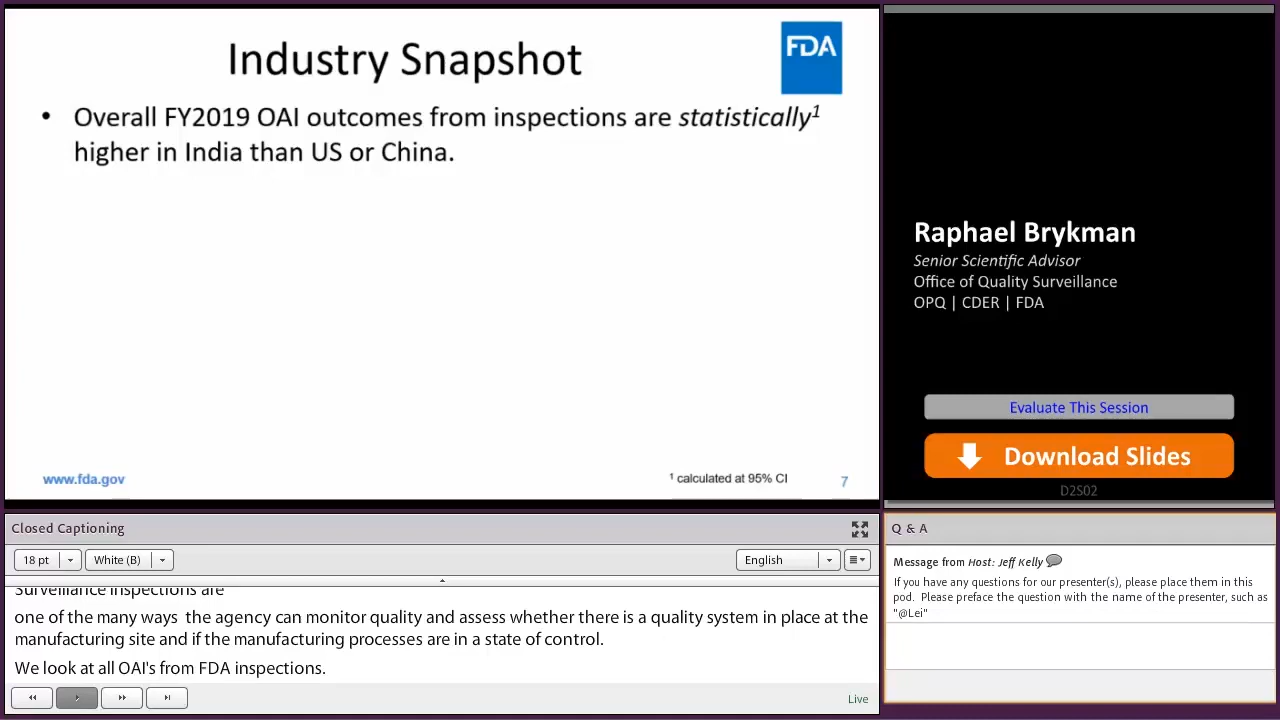 Industry Snapshot
FDA
• Overall FY2019 OAI outcomes from inspections are statistically¹
higher in India than US or China.
www.fda.gov
¹ calculated at 95% CI
7
Raphael Brykman
Senior Scientific Advisor
Office of Quality Surveillance
OPQ | CDER | FDA
Evaluate This Session
Download Slides
D2S02
Closed Captioning
18 pt
White (B)
English
Surveillance inspections are
one of the many ways  the agency can monitor quality and assess whether there is a quality system in place at the
manufacturing site and if the manufacturing processes are in a state of control.
We look at all OAI's from FDA inspections.
Live
Q & A
Message from Host: Jeff Kelly
If you have any questions for our presenter(s), please place them in this
pod.  Please preface the question with the name of the presenter, such as
"@Lei"